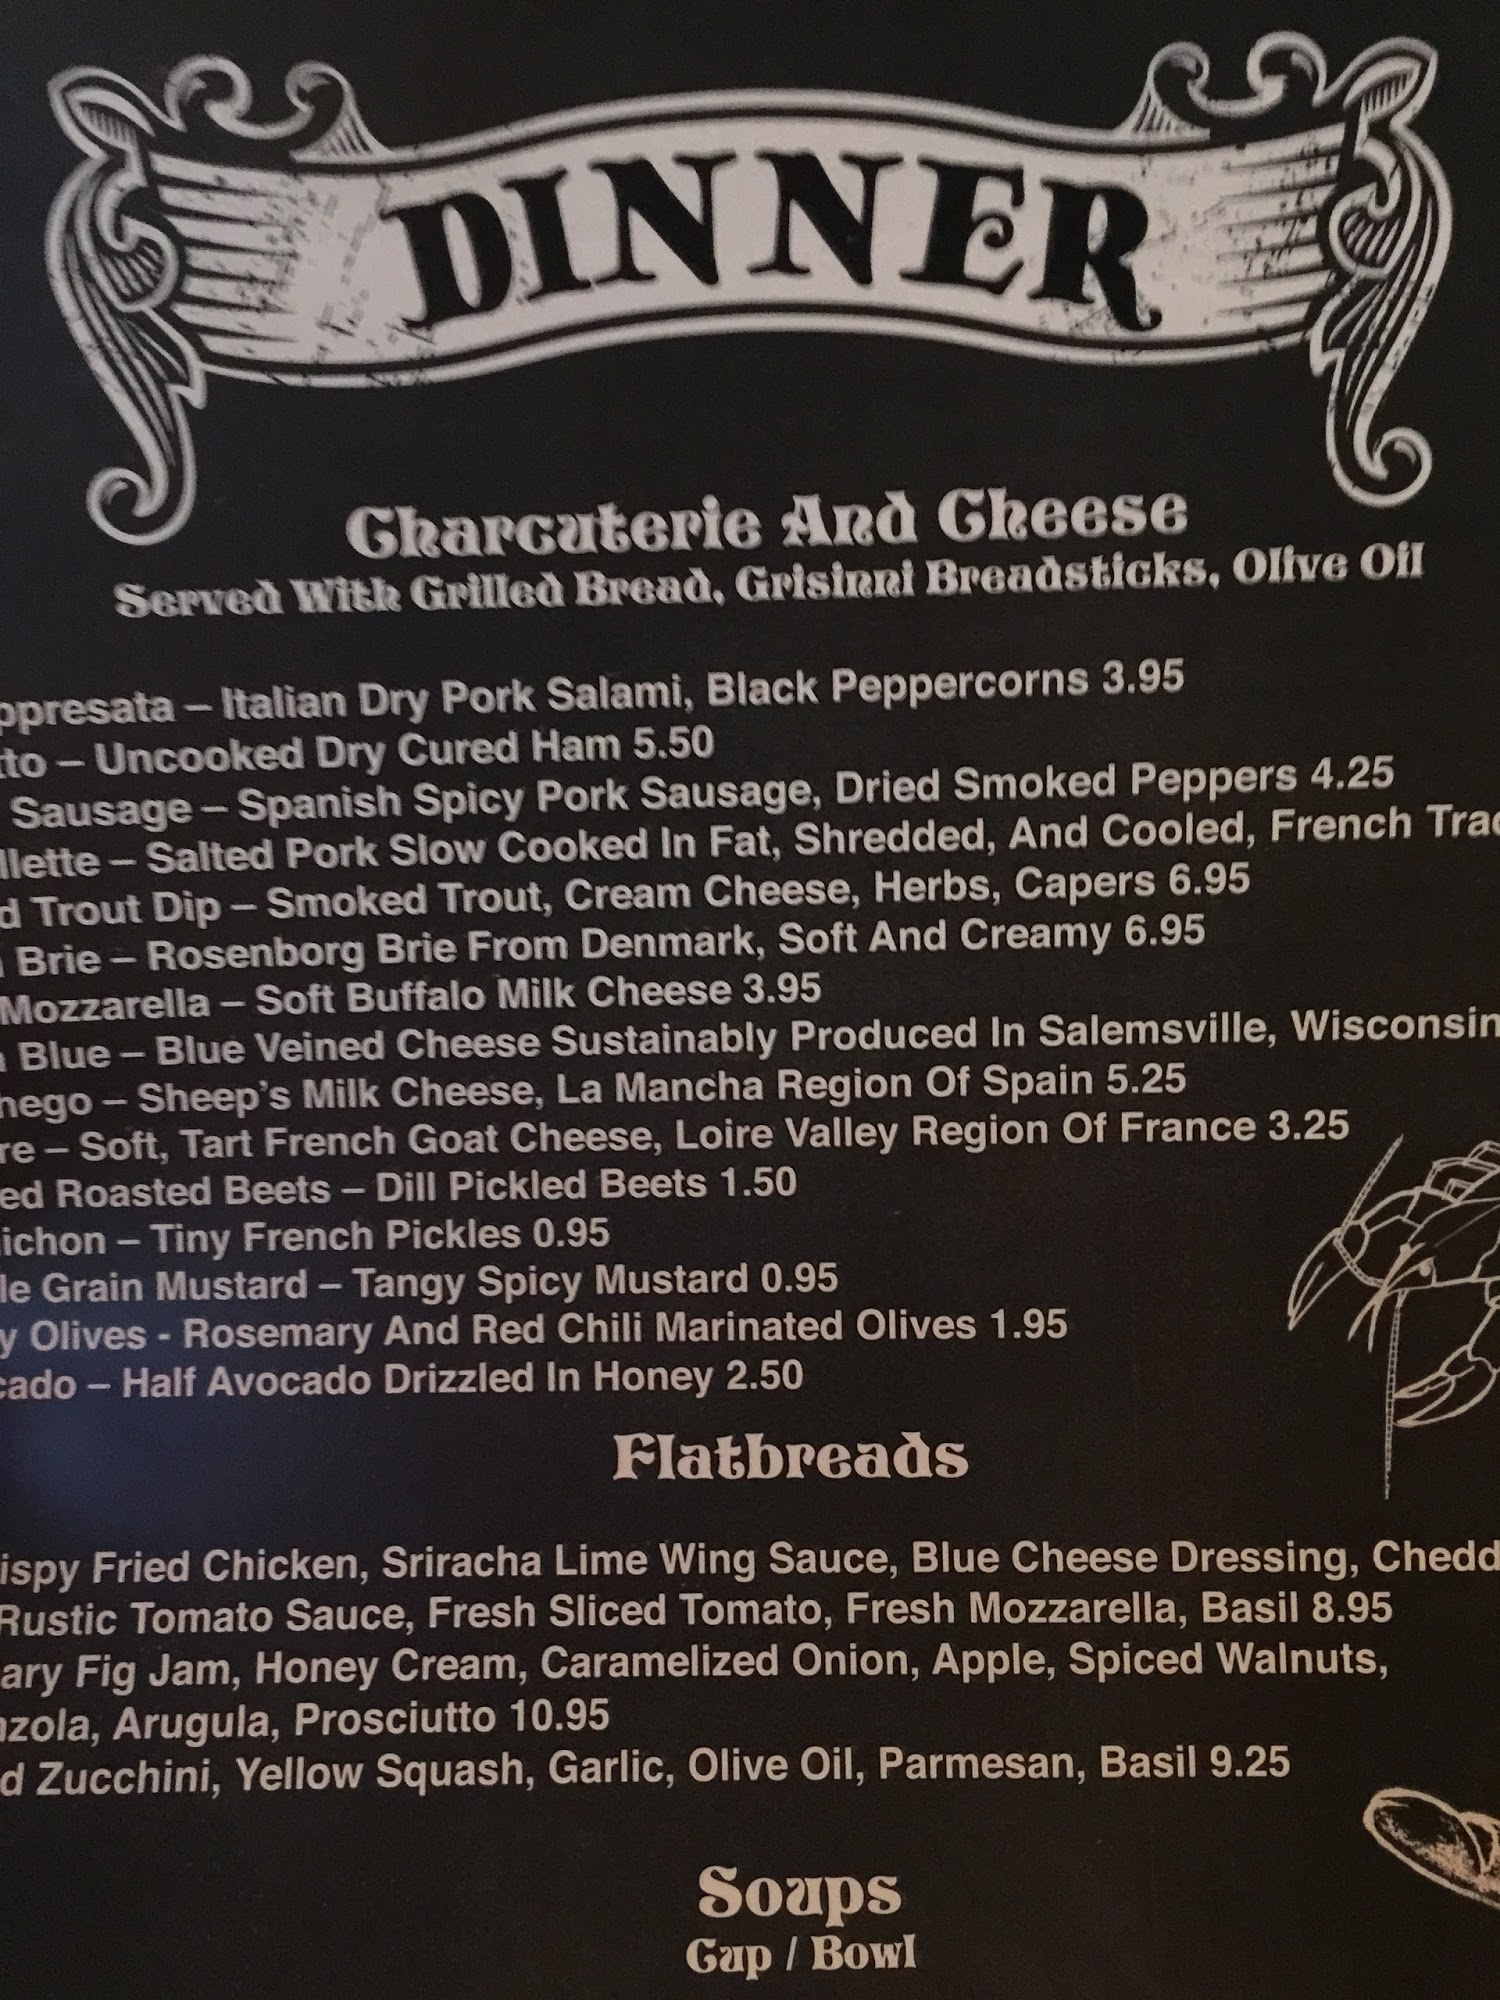 DINNER
Charcuterie And Cheese
Served With Grilled Bread, Grisinni Breadsticks, Olive Oil
ppresata – Italian Dry Pork Salami, Black Peppercorns 3.95
tto – Uncooked Dry Cured Ham 5.50
Sausage – Spanish Spicy Pork Sausage, Dried Smoked Peppers 4.25
llette – Salted Pork Slow Cooked In Fat, Shredded, And Cooled, French Trad
d Trout Dip – Smoked Trout, Cream Cheese, Herbs, Capers 6.95
Brie – Rosenborg Brie From Denmark, Soft And Creamy 6.95
Mozzarella – Soft Buffalo Milk Cheese 3.95
Blue – Blue Veined Cheese Sustainably Produced In Salemsville, Wisconsin
hego – Sheep's Milk Cheese, La Mancha Region Of Spain 5.25
re – Soft, Tart French Goat Cheese, Loire Valley Region Of France 3.25
ed Roasted Beets – Dill Pickled Beets 1.50
ichon – Tiny French Pickles 0.95
le Grain Mustard – Tangy Spicy Mustard 0.95
y Olives - Rosemary And Red Chili Marinated Olives 1.95
cado – Half Avocado Drizzled In Honey 2.50
Flatbreads
ispy Fried Chicken, Sriracha Lime Wing Sauce, Blue Cheese Dressing, Chedd
Rustic Tomato Sauce, Fresh Sliced Tomato, Fresh Mozzarella, Basil 8.95
ary Fig Jam, Honey Cream, Caramelized Onion, Apple, Spiced Walnuts,
zola, Arugula, Prosciutto 10.95
d Zucchini, Yellow Squash, Garlic, Olive Oil, Parmesan, Basil 9.25
Soups
Cup / Bowl